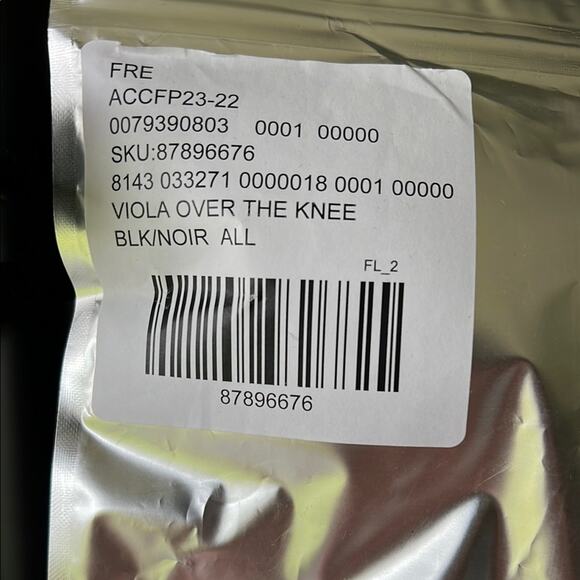 FRE
ACCFP23-22
0079390803 0001 00000
SKU:87896676
8143 033271 0000018 0001 00000
VIOLA OVER THE KNEE
BLK/NOIR ALL
FL_2
87896676